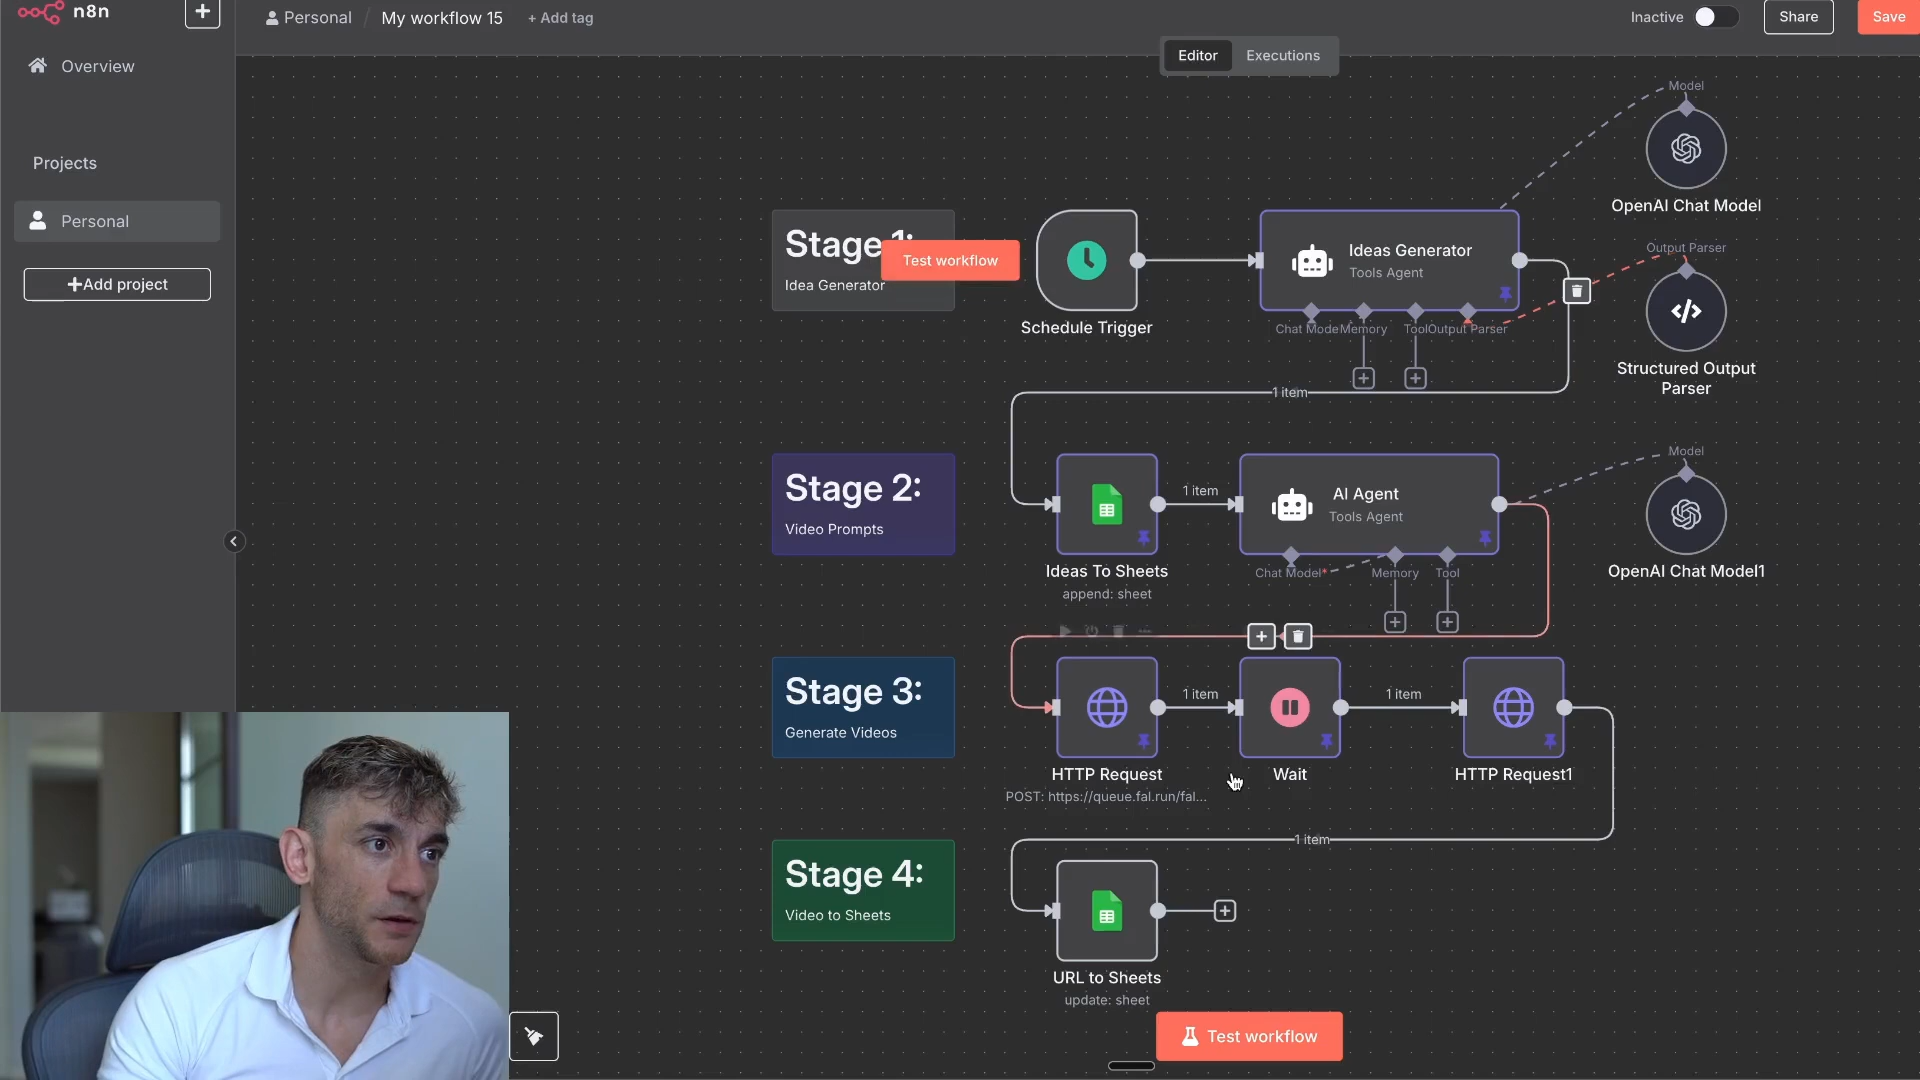 n8n
+
Personal / My workflow 15 + Add tag
Inactive
Share
Save
Editor Executions
Overview
Projects
Personal
+Add project
Model
OpenAI Chat Model
Stage 1:
Idea Generator
Test workflow
Schedule Trigger
Ideas Generator
Tools Agent
Chat Mode Memory Tool Output Parser
Output Parser
Structured Output
Parser
1 item
Stage 2:
Video Prompts
Ideas To Sheets
append: sheet
1 item
AI Agent
Tools Agent
Chat Model* Memory Tool
Model
OpenAI Chat Model1
Stage 3:
Generate Videos
HTTP Request
POST: https://queue.fal.run/fal...
1 item
Wait
1 item
HTTP Request1
1 item
Stage 4:
Video to Sheets
URL to Sheets
update: sheet
Test workflow